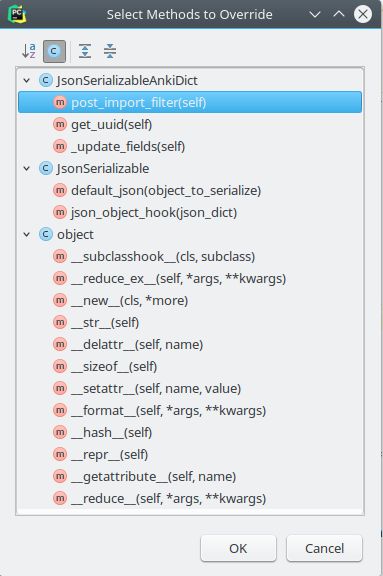 PC
Select Methods to Override
a
z
C
C JsonSerializableAnkiDict
m post_import_filter(self)
m get_uuid(self)
m _update_fields(self)
C JsonSerializable
m default_json(object_to_serialize)
m json_object_hook(json_dict)
C object
m __subclasshook__(cls, subclass)
m __reduce_ex__(self, *args, **kwargs)
m __new__(cls, *more)
m __str__(self)
m __delattr__(self, name)
m __sizeof__(self)
m __setattr__(self, name, value)
m __format__(self, *args, **kwargs)
m __hash__(self)
m __repr__(self)
m __getattribute__(self, name)
m __reduce__(self, *args, **kwargs)
OK Cancel